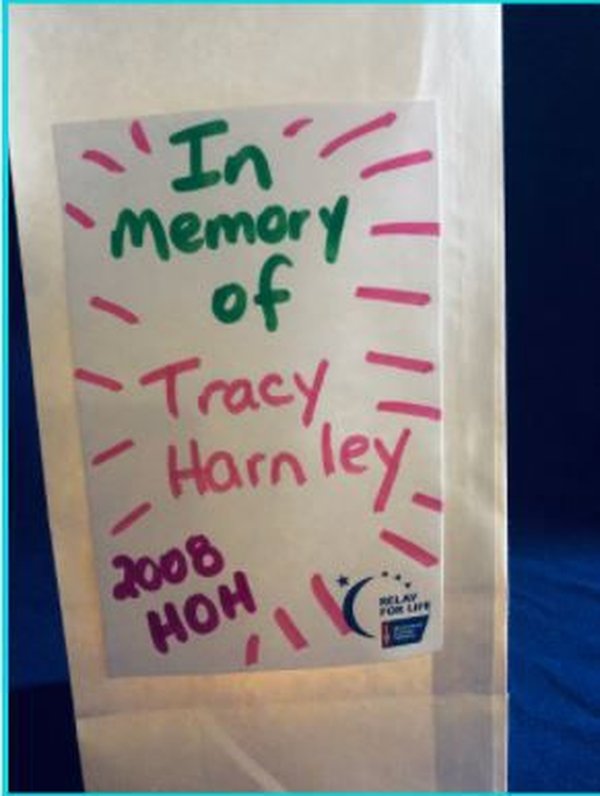 In
memory
of
Tracy
Harnley
2008
HOH
RELAY
FOR LIFE